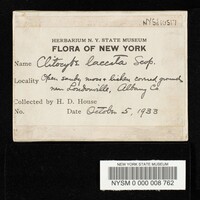 NYSf1051?
HERBARIUM N. Y. STATE MUSEUM
FLORA OF NEW YORK
Name Clitocybe laccata Scop.
Locality Open sandy moss & lichen covered ground
near Loudonville, Albany Co
Collected by H. D. House
No. Date October 5, 1933
NEW YORK STATE MUSEUM
NYSM 0 000 008 762